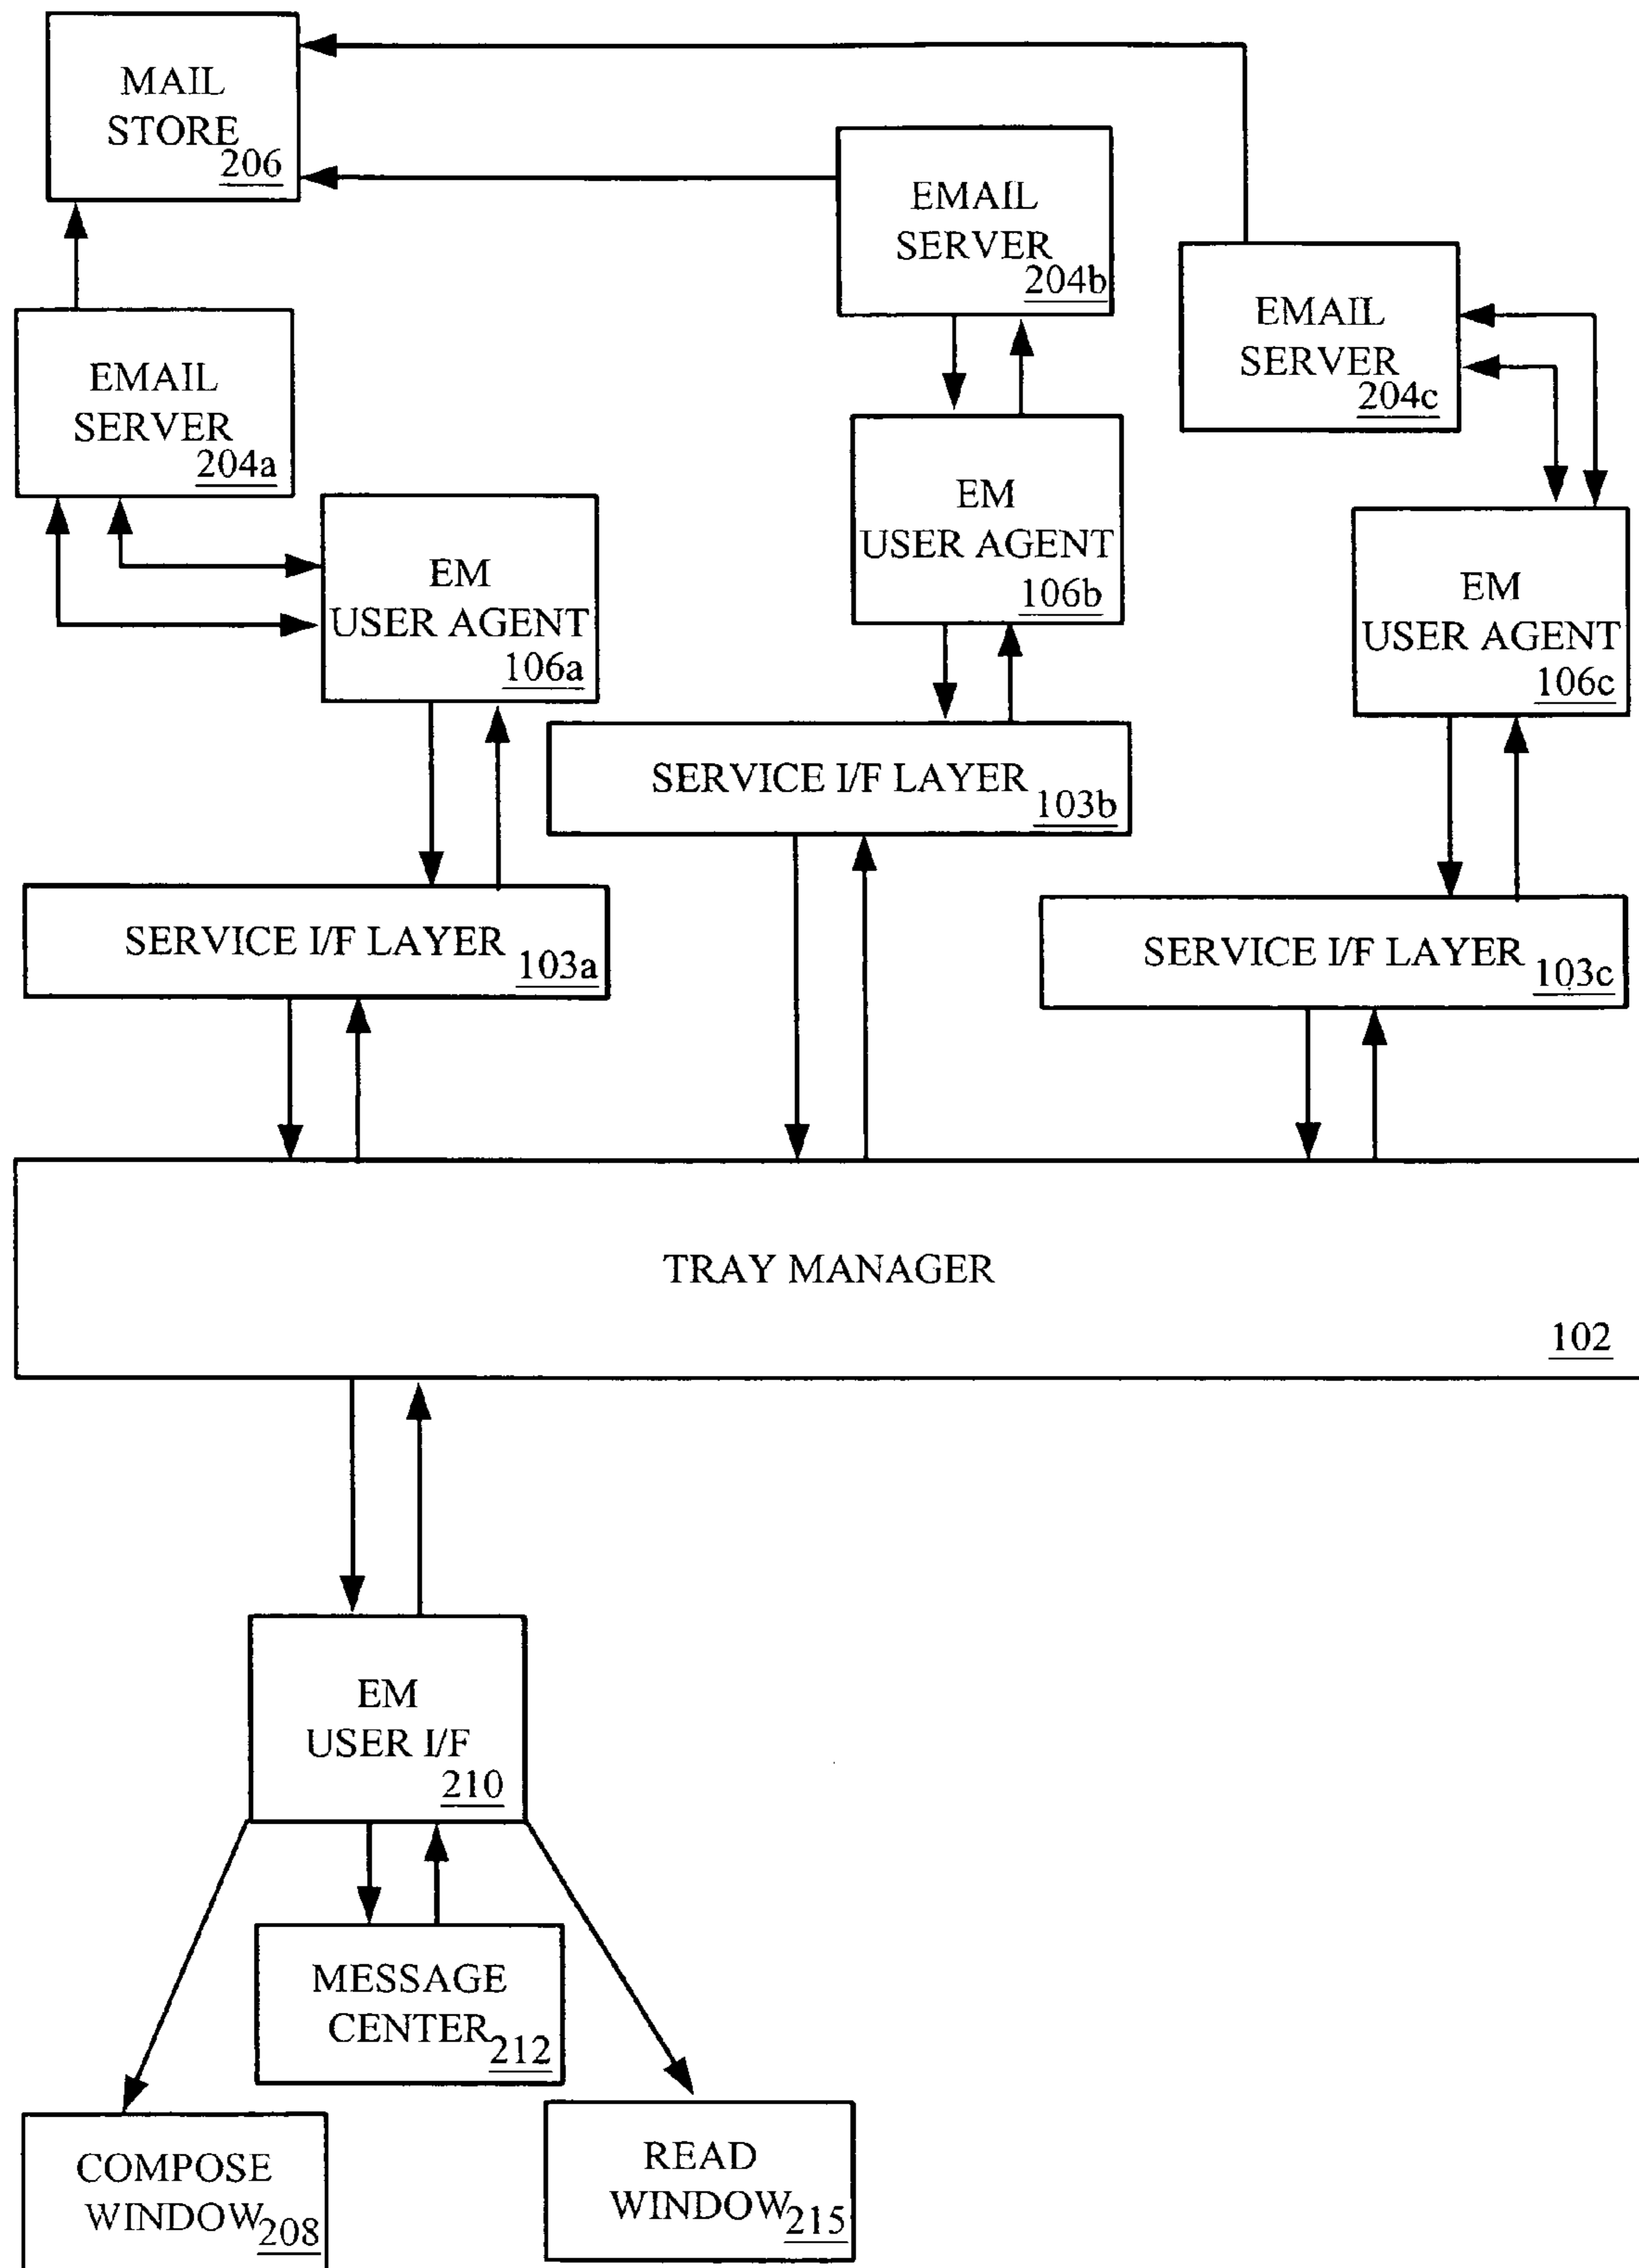 MAIL
STORE
206
EMAIL
SERVER
204b
EMAIL
SERVER
204c
EMAIL
SERVER
204a
EM
USER AGENT
106b
EM
USER AGENT
106a
EM
USER AGENT
106c
SERVICE I/F LAYER
103b
SERVICE I/F LAYER
103a
SERVICE I/F LAYER
103c
TRAY MANAGER
102
EM
USER I/F
210
MESSAGE
CENTER
212
COMPOSE
WINDOW
208
READ
WINDOW
215